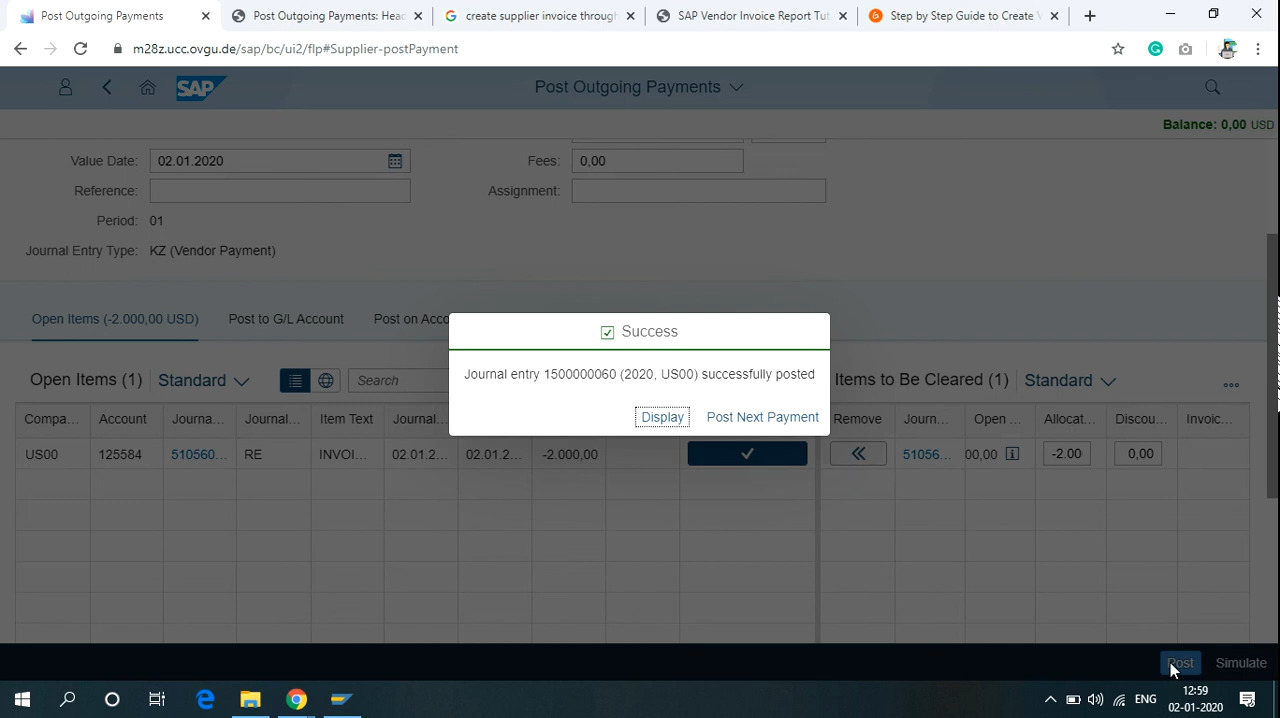 Post Outgoing Payments
Post Outgoing Payments: Head
create supplier invoice through
SAP Vendor Invoice Report Tut
Step by Step Guide to Create V
m28z.ucc.ovgu.de/sap/bc/ui2/flp#Supplier-postPayment
SAP
Post Outgoing Payments
Balance: 0,00 USD
Value Date: 02.01.2020 Fees: 0,00
Reference: Assignment:
Period: 01
Journal Entry Type: KZ (Vendor Payment)
Open Items (-2.000,00 USD) Post to G/L Account Post on Acco
Success
Journal entry 1500000060 (2020, US00) successfully posted
Display Post Next Payment
Open Items (1) Standard Search Items to Be Cleared (1) Standard
Compa... Account Journa... Journal... Item Text Journal... Remove Journ... Open ... Allocat... Discou... Invoic...
US00 125584 510560... RE INVOI... 02.01.2... 02.01.2... -2.000,00 51056... 00,00 -2.00 0,00
Post Simulate
ENG 12:59
02-01-2020